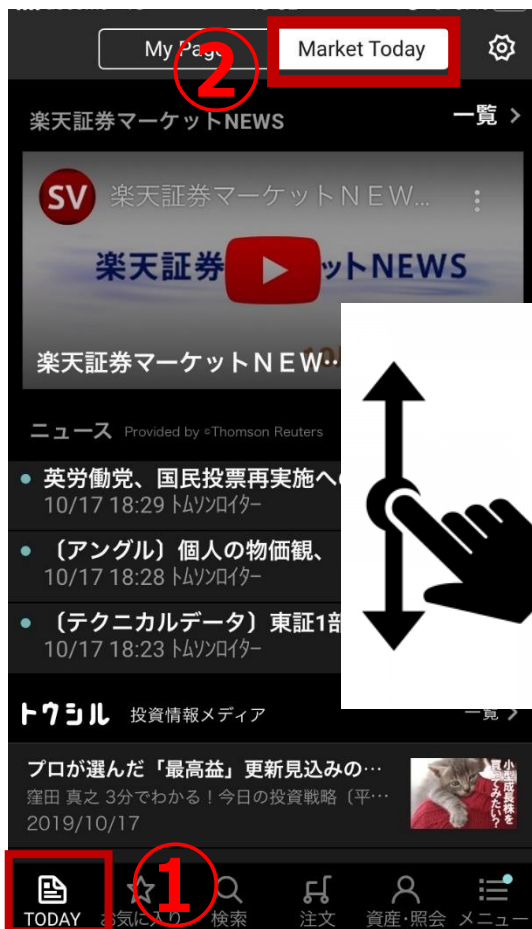 My Pag
②
Market Today
楽天証券マーケットNEWS
一覧 >
SV
楽天証券マーケットＮＥＷ...
楽天証券
ットNEWS
楽天証券マーケットＮＥＷ…
ニュース Provided by ©Thomson Reuters
英労働党、国民投票再実施へ
10/17 18:29 ﾄﾑｿﾝﾛｲﾀｰ
〔アングル〕個人の物価観、
10/17 18:28 ﾄﾑｿﾝﾛｲﾀｰ
〔テクニカルデータ〕東証1部
10/17 18:23 ﾄﾑｿﾝﾛｲﾀｰ
トウシル 投資情報メディア
一覧 >
プロが選んだ「最高益」更新見込みの…
窪田 真之 3分でわかる！今日の投資戦略〔平…
2019/10/17
小型成長株を
買ってみたい？
①
TODAY
お気に入り
検索
注文
資産·照会
メニュー